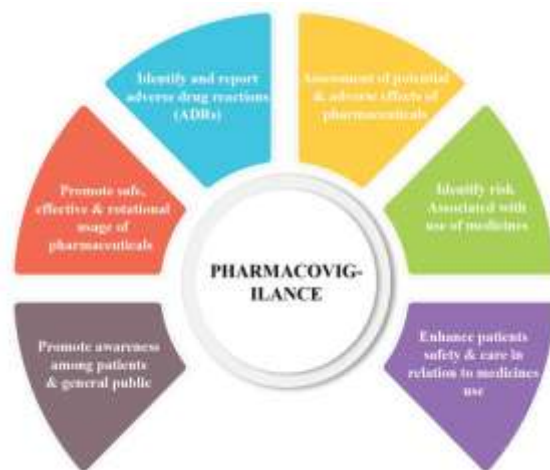 Identify and report
adverse drug reactions
(ADRs)
Assessment of potential
& adverse effects of
pharmaceuticals
Promote safe,
effective & rotational
usage of
pharmaceuticals
Identify risk
Associated with
use of medicines
PHARMACOVIG-
ILANCE
Promote awareness
among patients
& general public
Enhance patients
safety & care in
relation to medicines
use